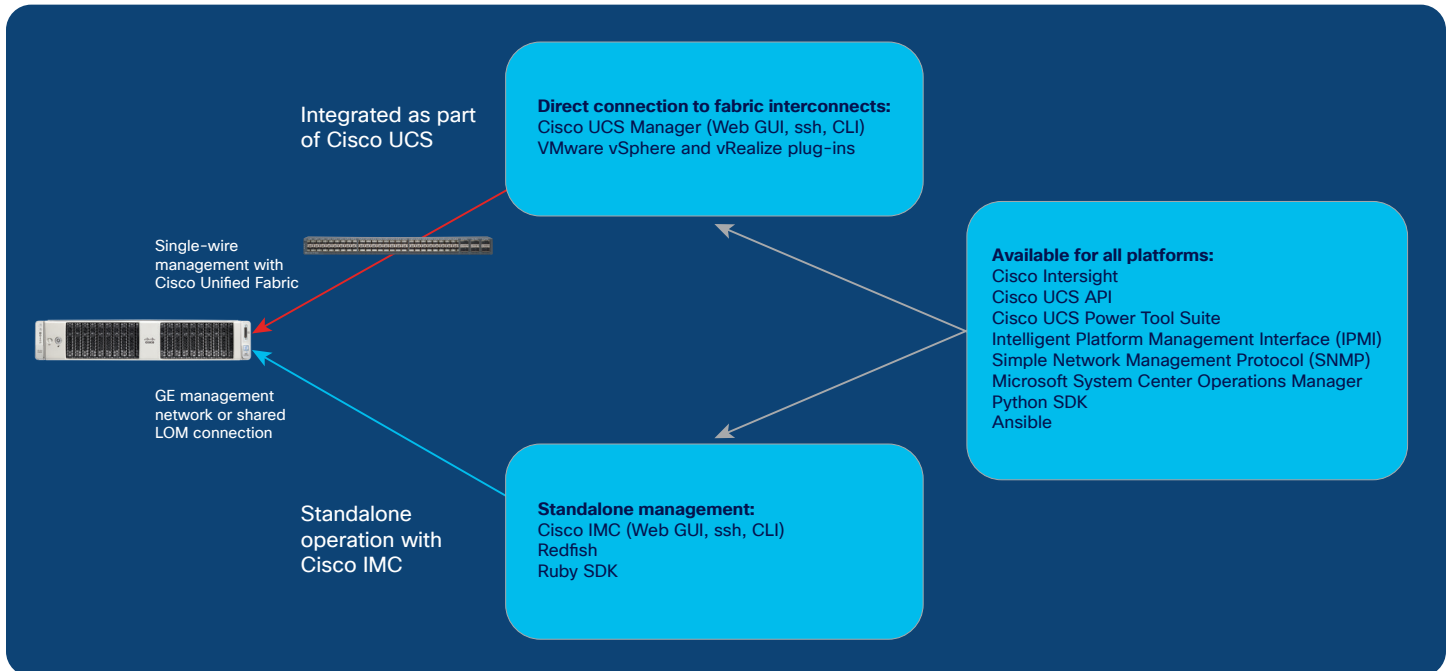 Integrated as part
of Cisco UCS
Direct connection to fabric interconnects:
Cisco UCS Manager (Web GUI, ssh, CLI)
VMware vSphere and vRealize plug-ins
Single-wire
management with
Cisco Unified Fabric
Available for all platforms:
Cisco Intersight
Cisco UCS API
Cisco UCS Power Tool Suite
Intelligent Platform Management Interface (IPMI)
Simple Network Management Protocol (SNMP)
Microsoft System Center Operations Manager
Python SDK
Ansible
GE management
network or shared
LOM connection
Standalone
operation with
Cisco IMC
Standalone management:
Cisco IMC (Web GUI, ssh, CLI)
Redfish
Ruby SDK